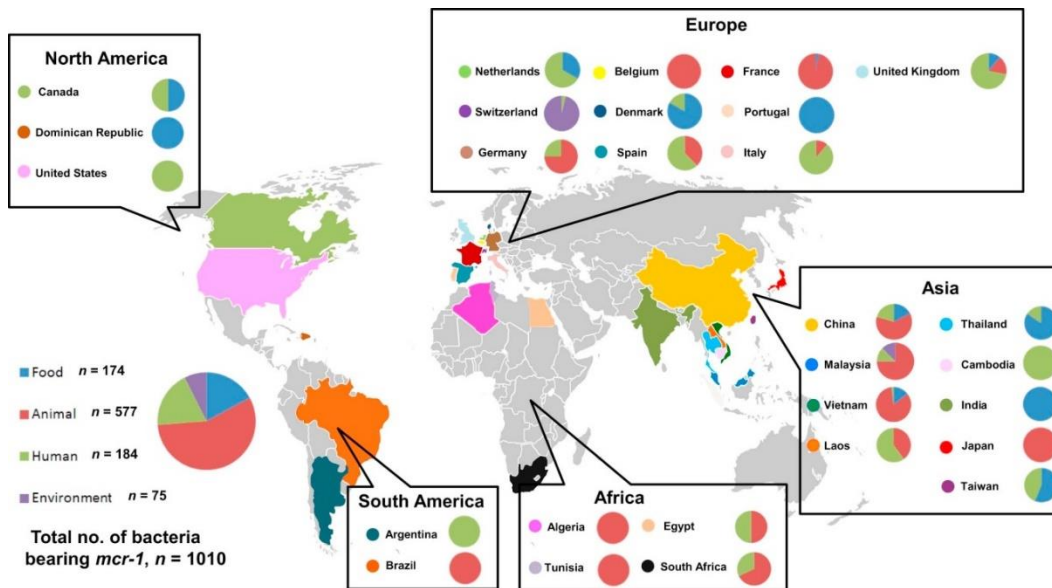 North America
Canada
Dominican Republic
United States
Europe
Netherlands
Belgium
France
United Kingdom
Switzerland
Denmark
Portugal
Germany
Spain
Italy
Asia
China
Thailand
Malaysia
Cambodia
Vietnam
India
Laos
Japan
Taiwan
Food n = 174
Animal n = 577
Human n = 184
Environment n = 75
Total no. of bacteria
bearing mcr-1, n = 1010
South America
Argentina
Brazil
Africa
Algeria
Egypt
Tunisia
South Africa